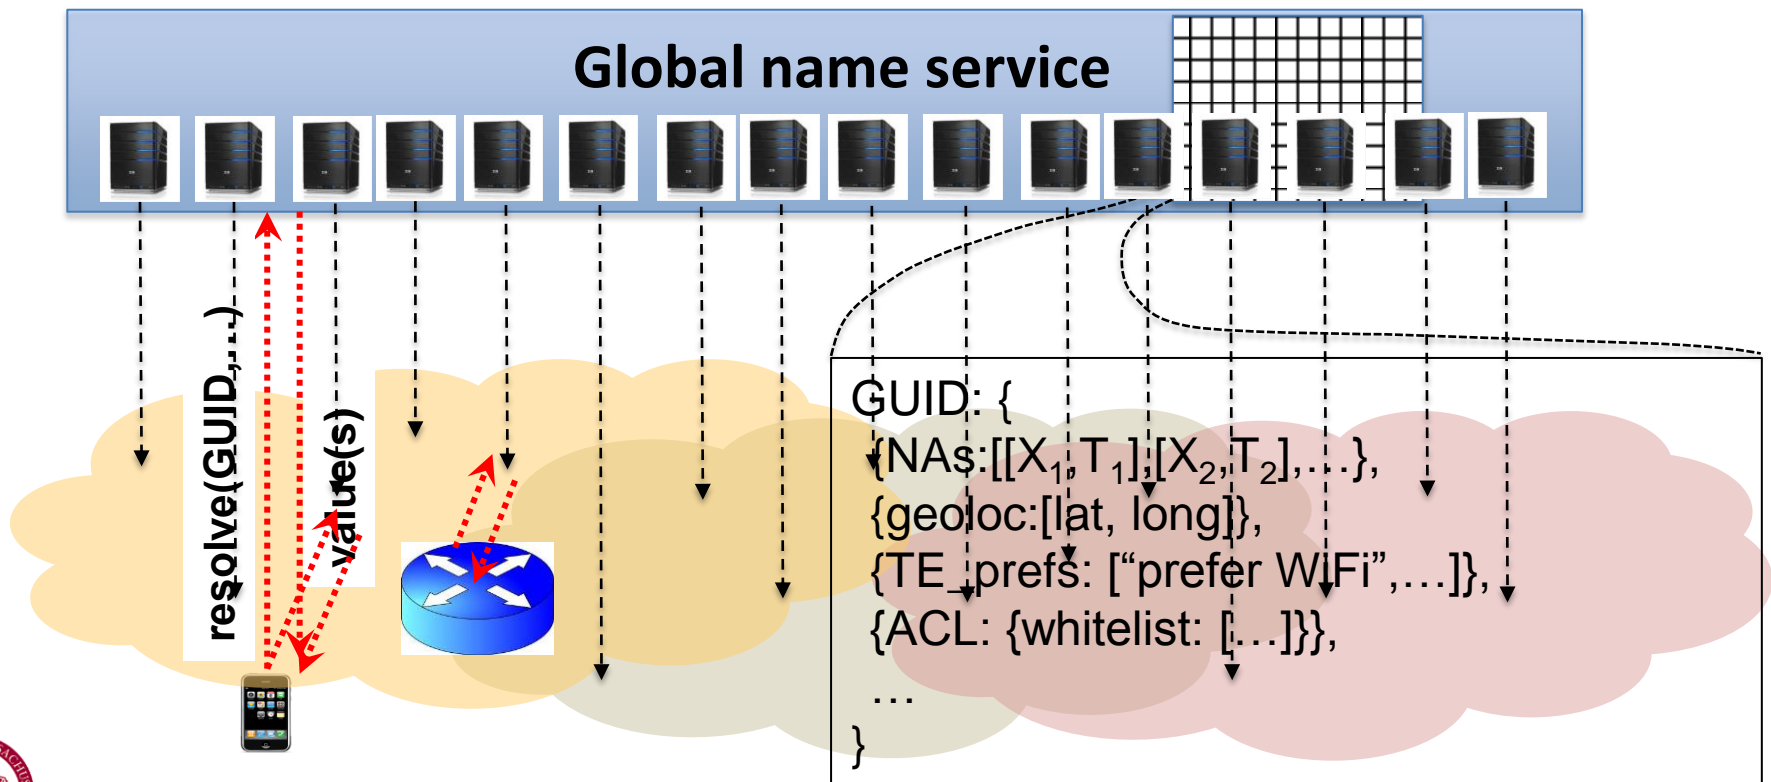 Global name service
resolve(GUID,...)
value(s)
GUID: {
{NAs:[[X1,T1],[X2,T2],…},
{geoloc:[lat, long]},
{TE_prefs: [“prefer WiFi”,…]},
{ACL: {whitelist: […]}},
…
}